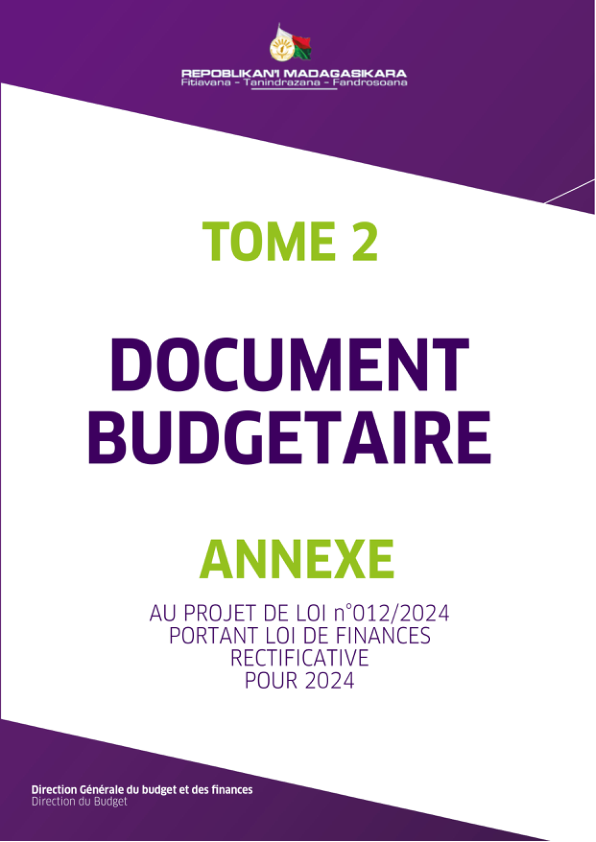 REPOBLIKAN'I MADAGASIKARA
Fitiavana - Tanindrazana - Fandrosoana
TOME 2
DOCUMENT
BUDGETAIRE
ANNEXE
AU PROJET DE LOI n°012/2024
PORTANT LOI DE FINANCES
RECTIFICATIVE
POUR 2024
Direction Générale du budget et des finances
Direction du Budget